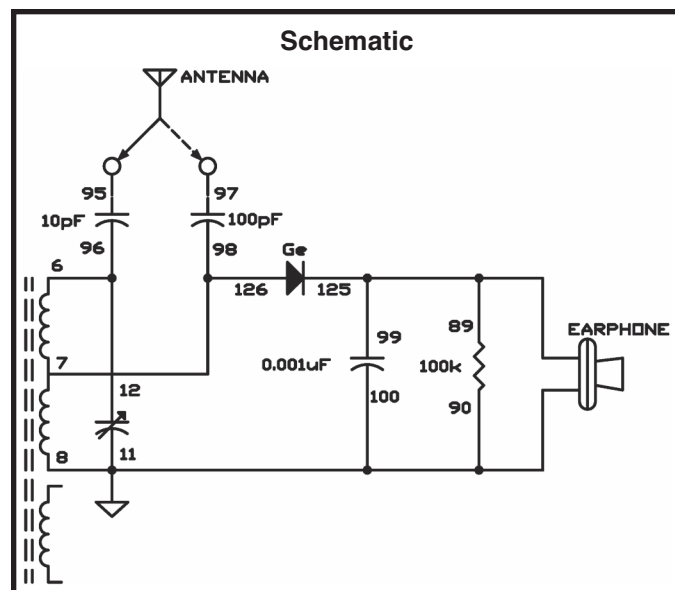 Schematic
ANTENNA
95 97
10pF 100pF
96 98
6 Ge
126 125
89
99 EARPHONE
7 0.001uF 100k
12 100
90
8 11